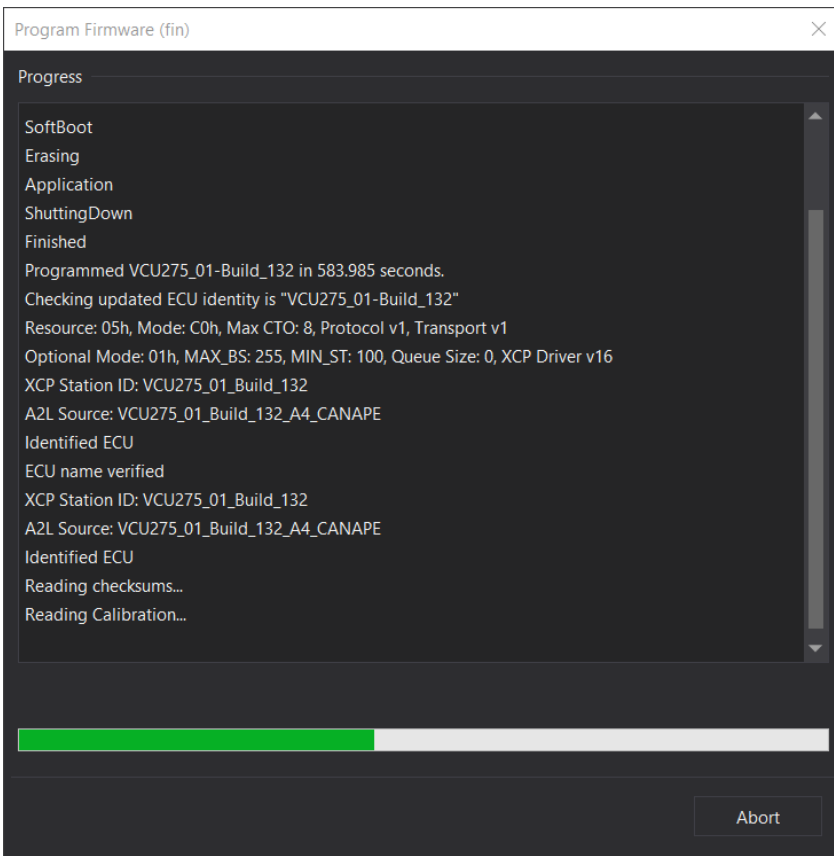 Program Firmware (fin)
Progress
SoftBoot
Erasing
Application
ShuttingDown
Finished
Programmed VCU275_01-Build_132 in 583.985 seconds.
Checking updated ECU identity is "VCU275_01-Build_132"
Resource: 05h, Mode: C0h, Max CTO: 8, Protocol v1, Transport v1
Optional Mode: 01h, MAX_BS: 255, MIN_ST: 100, Queue Size: 0, XCP Driver v16
XCP Station ID: VCU275_01_Build_132
A2L Source: VCU275_01_Build_132_A4_CANAPE
Identified ECU
ECU name verified
XCP Station ID: VCU275_01_Build_132
A2L Source: VCU275_01_Build_132_A4_CANAPE
Identified ECU
Reading checksums...
Reading Calibration...
Abort